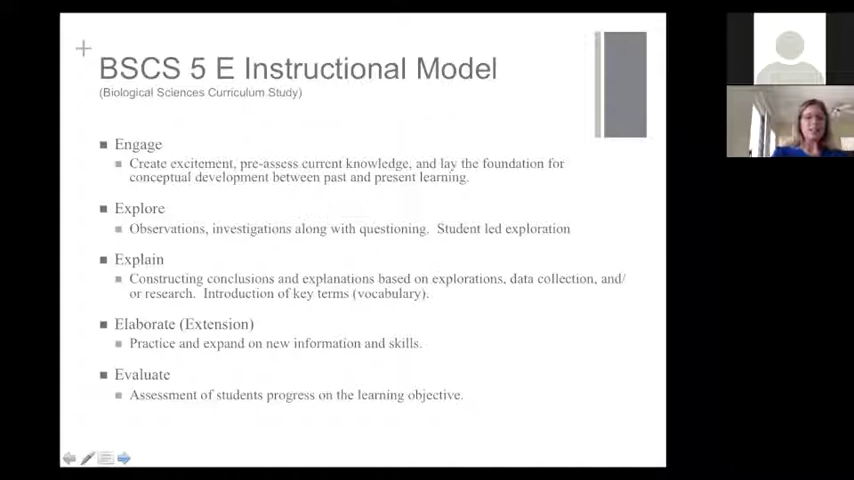 BSCS 5 E Instructional Model
(Biological Sciences Curriculum Study)
Engage
Create excitement, pre-assess current knowledge, and lay the foundation for
conceptual development between past and present learning.
Explore
Observations, investigations along with questioning. Student led exploration
Explain
Constructing conclusions and explanations based on explorations, data collection, and/
or research. Introduction of key terms (vocabulary).
Elaborate (Extension)
Practice and expand on new information and skills.
Evaluate
Assessment of students progress on the learning objective.